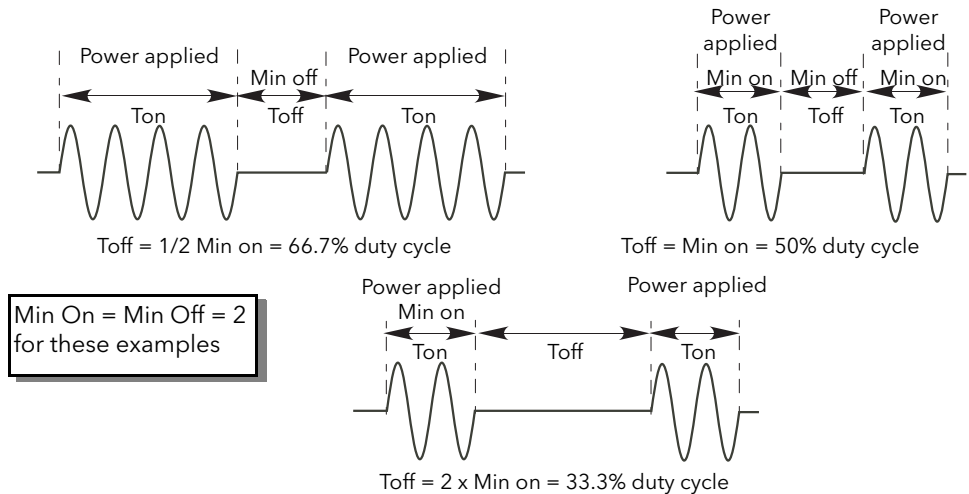 Power applied
Min off
Power applied
Ton
Toff
Ton
Toff = 1/2 Min on = 66.7% duty cycle
Power
applied
Power
applied
Min on
Min off
Min on
Ton
Toff
Ton
Toff = Min on = 50% duty cycle
Min On = Min Off = 2
for these examples
Power applied
Min on
Power applied
Ton
Toff
Ton
Toff = 2 x Min on = 33.3% duty cycle